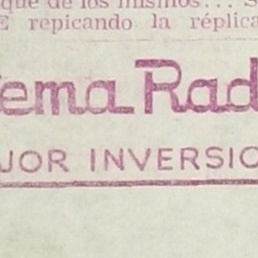 que de los mismos... S
E repicando la réplica
tema Rad
JOR INVERSIO